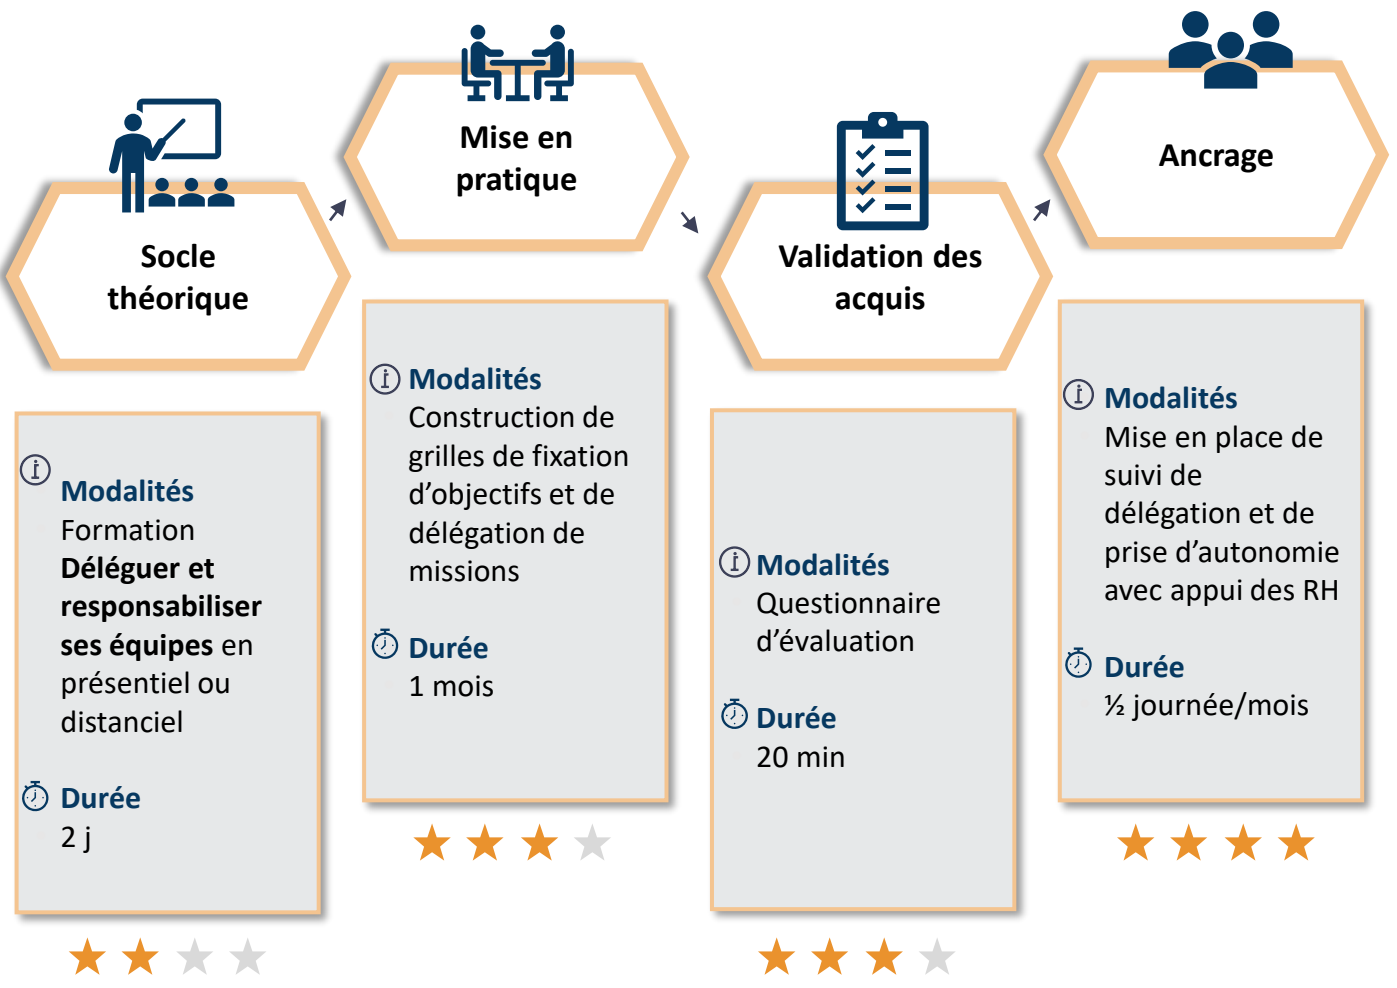 Socle
théorique
Modalités
Formation
Déléguer et
responsabiliser
ses équipes en
présentiel ou
distanciel
Durée
2 j
Mise en
pratique
Modalités
Construction de
grilles de fixation
d’objectifs et de
délégation de
missions
Durée
1 mois
Validation des
acquis
Modalités
Questionnaire
d’évaluation
Durée
20 min
Ancrage
Modalités
Mise en place de
suivi de
délégation et de
prise d’autonomie
avec appui des RH
Durée
½ journée/mois